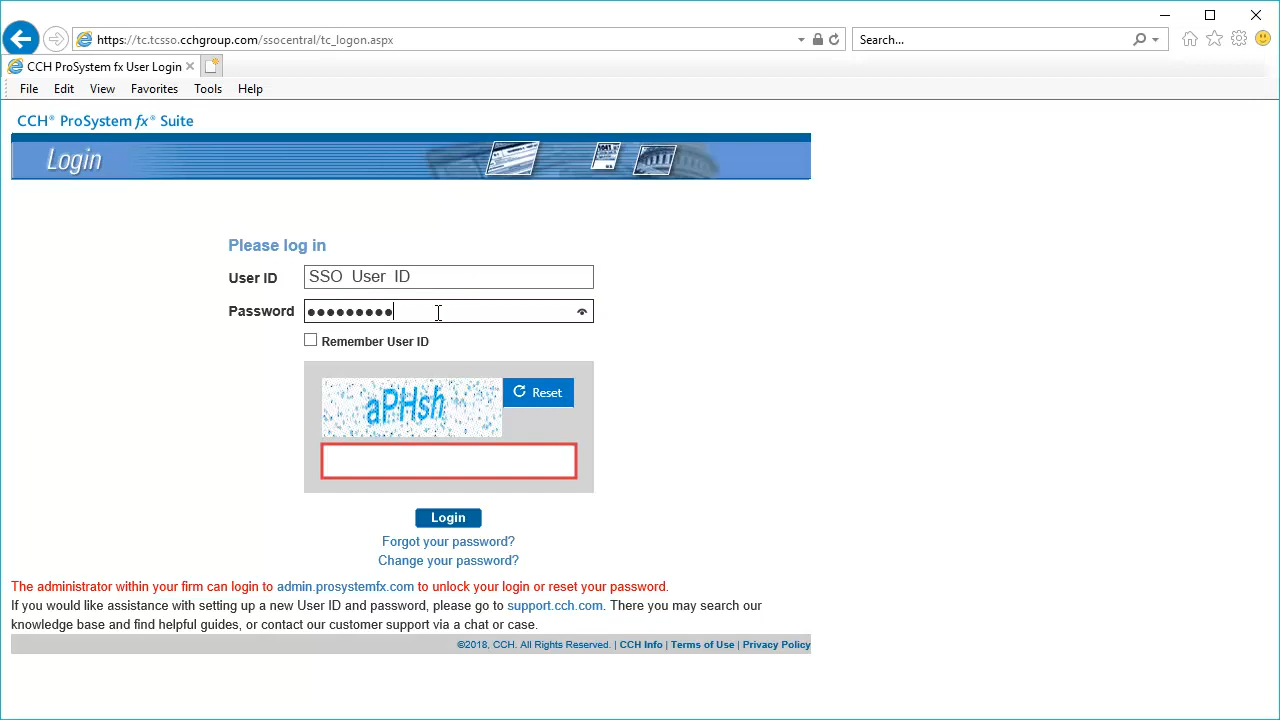 https://tc.tcsso.cchgroup.com/ssocentral/tc_logon.aspx
Search...
CCH ProSystem fx User Login
File Edit View Favorites Tools Help
CCH® ProSystem fx® Suite
Login
Please log in
User ID SSO User ID
Password ●●●●●●●●●
Remember User ID
aPHsh Reset
Login
Forgot your password?
Change your password?
The administrator within your firm can login to admin.prosystemfx.com to unlock your login or reset your password.
If you would like assistance with setting up a new User ID and password, please go to support.cch.com. There you may search our
knowledge base and find helpful guides, or contact our customer support via a chat or case.
©2018, CCH. All Rights Reserved. | CCH Info | Terms of Use | Privacy Policy